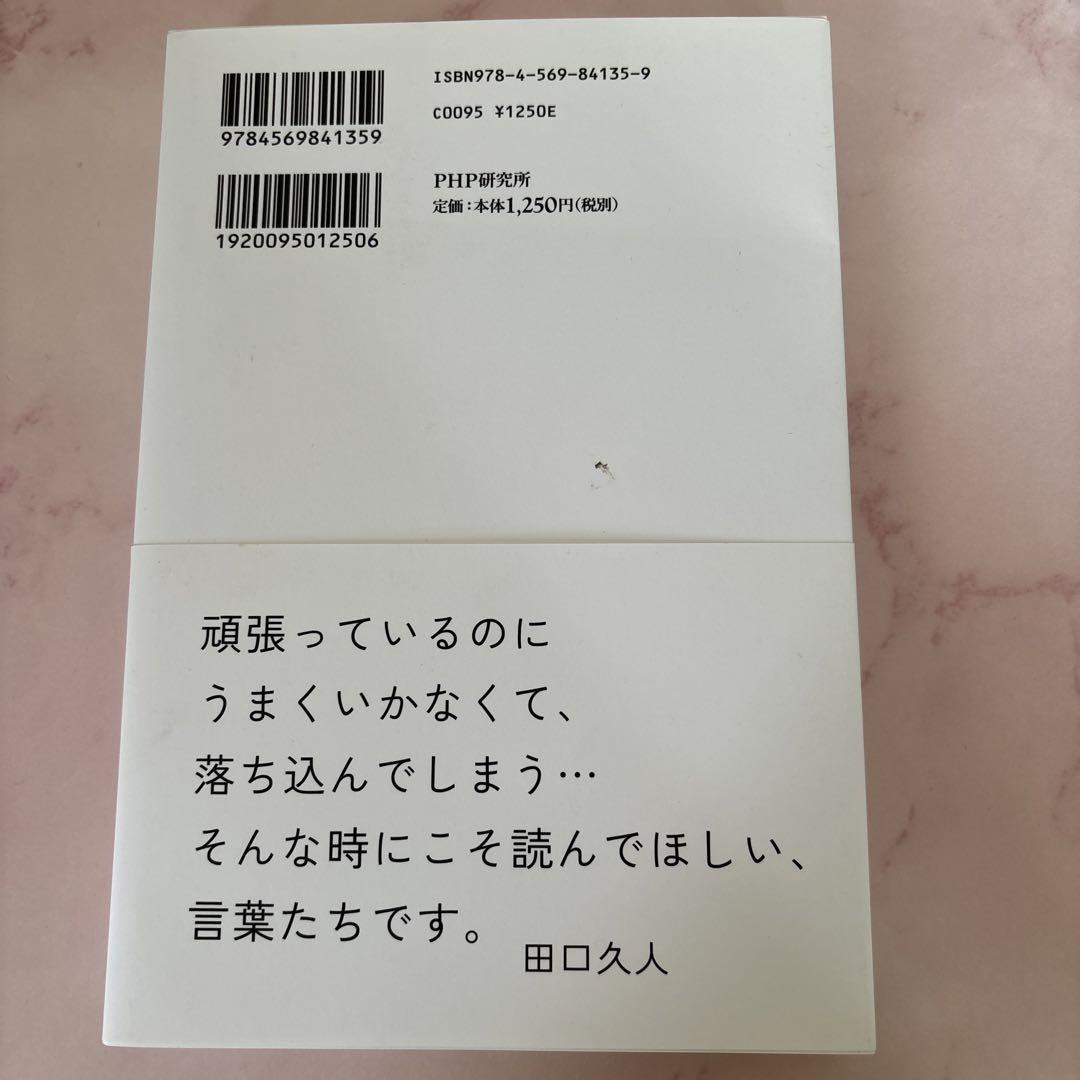 ISBN978-4-569-84135-9
C0095 ¥1250E
9784569841359
PHP研究所
定価：本体1,250円（税別）
1920095012506
頑張っているのに
うまくいかなくて、
落ち込んでしまう…
そんな時にこそ読んでほしい、
言葉たちです。
田口久人